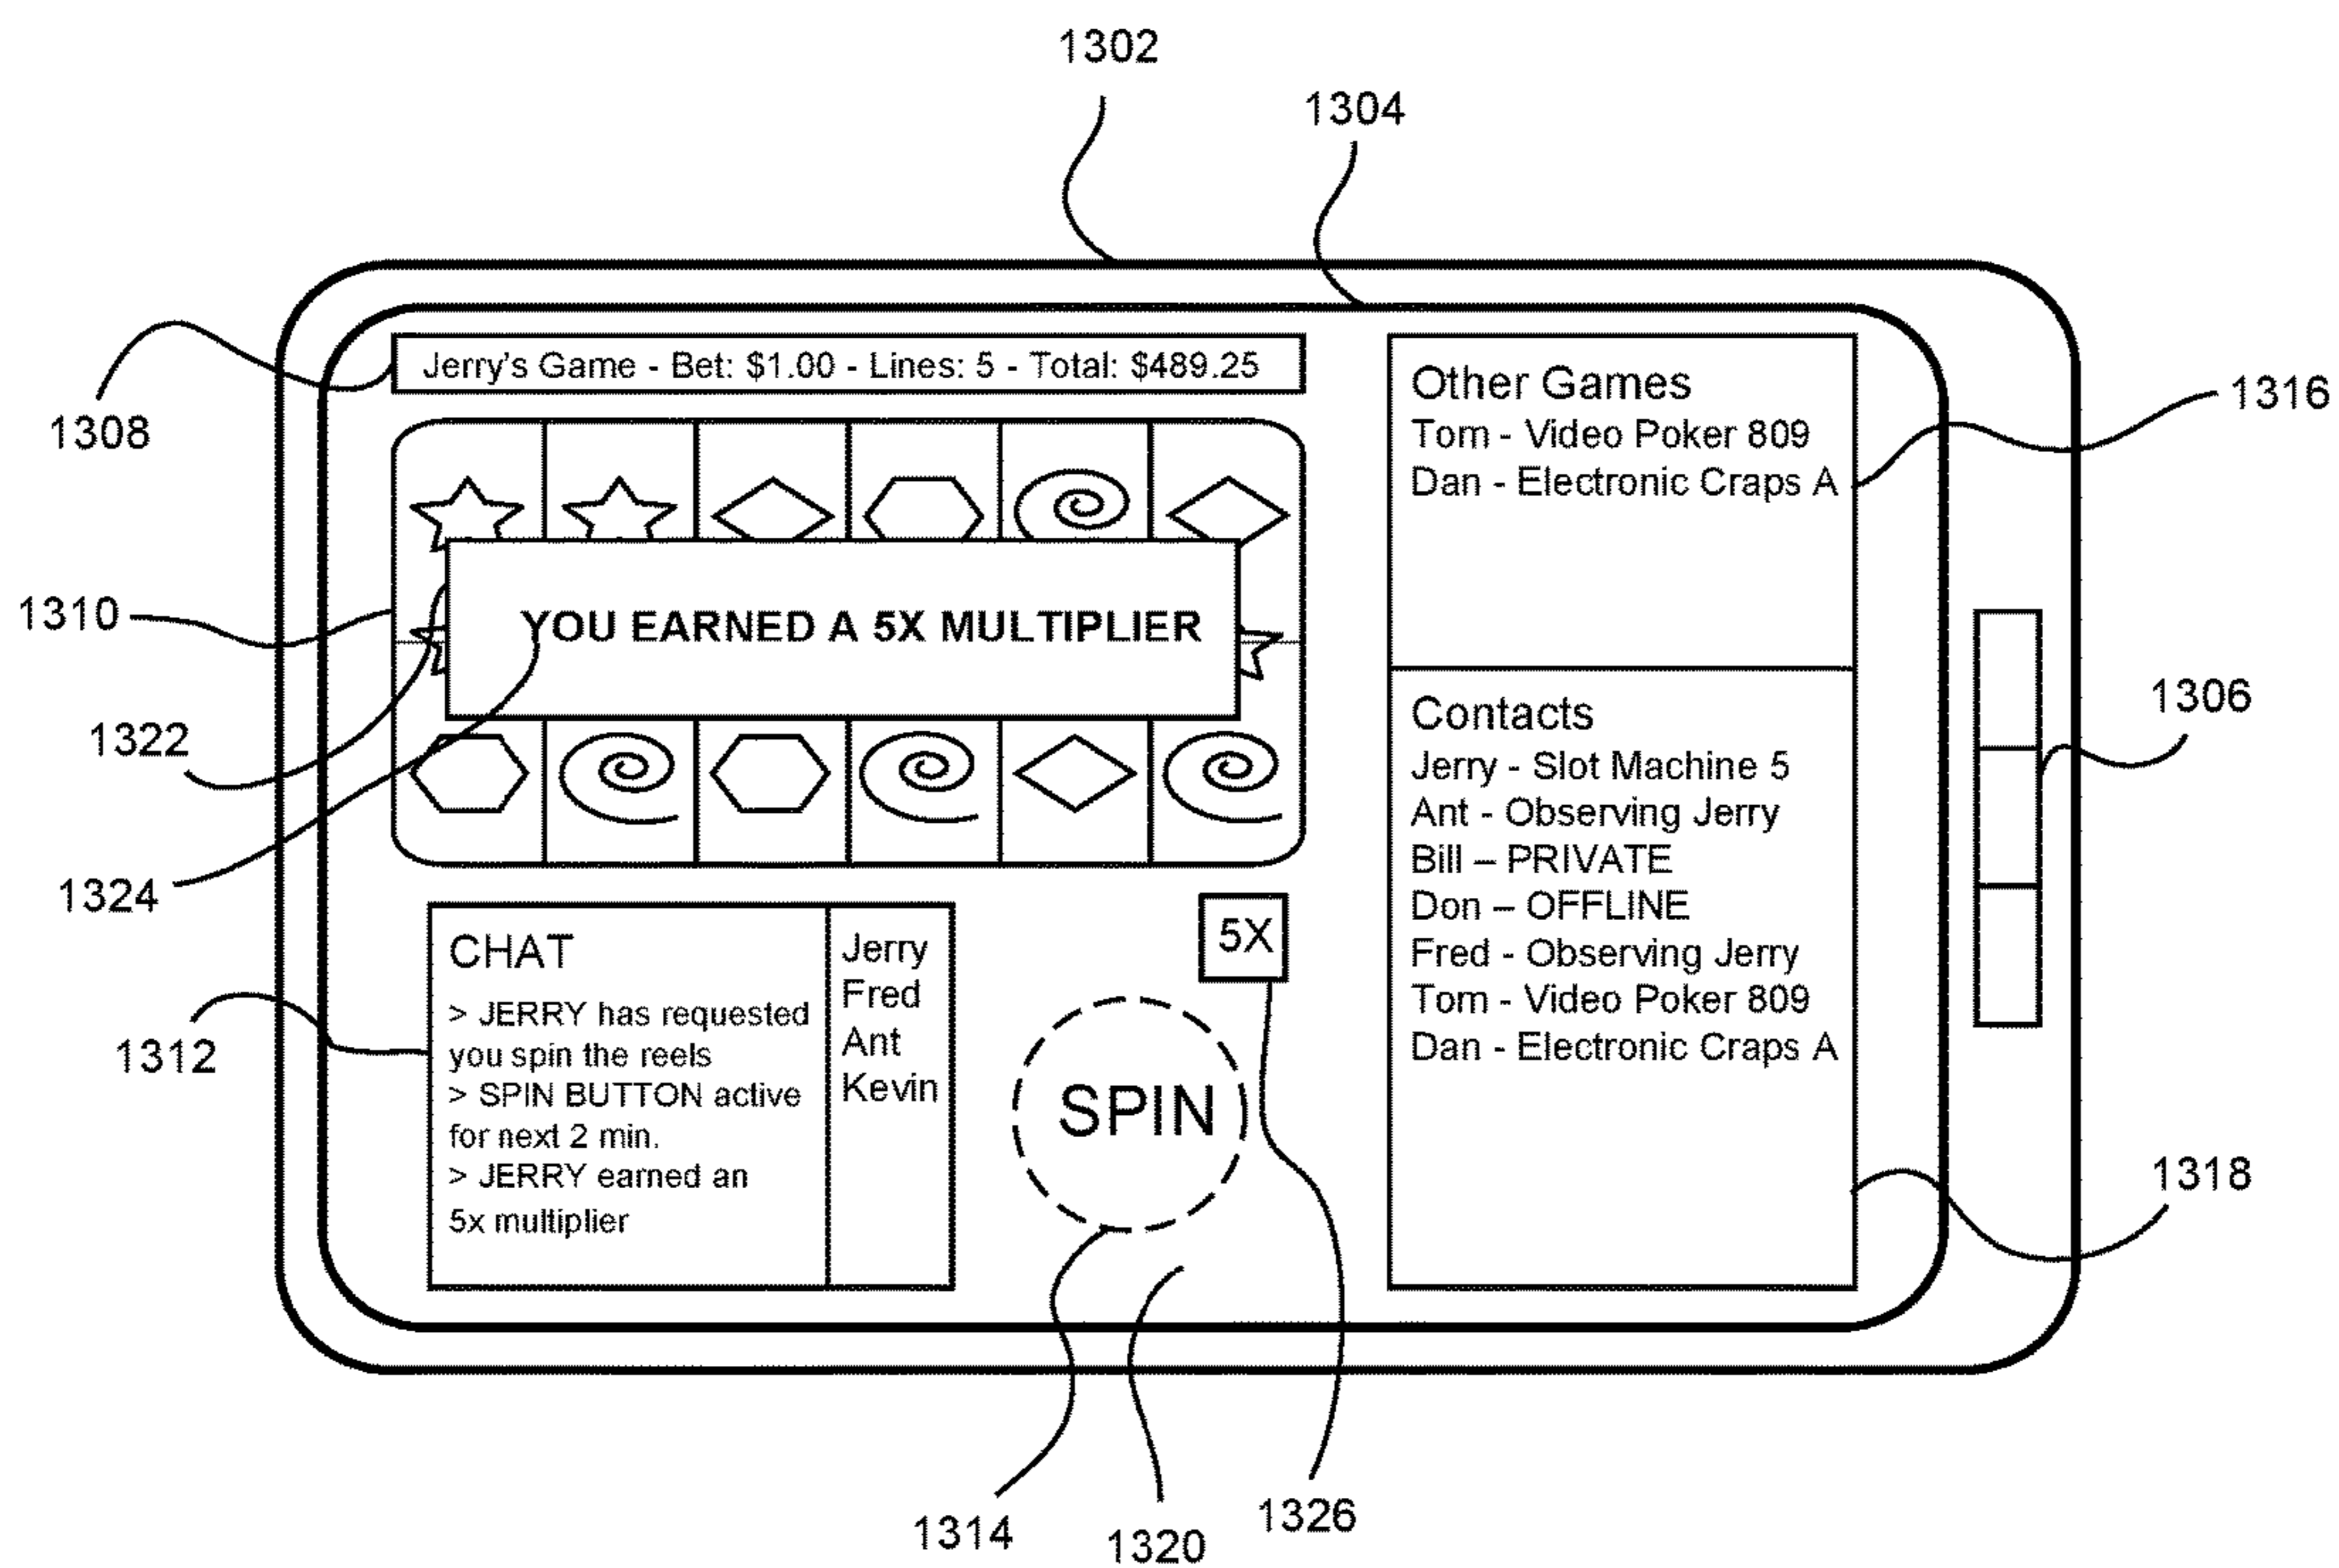 1302
1304
1308
Jerry's Game - Bet: $1.00 - Lines: 5 - Total: $489.25
Other Games
Tom - Video Poker 809
Dan - Electronic Craps A
1316
1310
YOU EARNED A 5X MULTIPLIER
1322
1324
Contacts
Jerry - Slot Machine 5
Ant - Observing Jerry
Bill – PRIVATE
Don – OFFLINE
Fred - Observing Jerry
Tom - Video Poker 809
Dan - Electronic Craps A
1306
1312
CHAT
> JERRY has requested
you spin the reels
> SPIN BUTTON active
for next 2 min.
> JERRY earned an
5x multiplier
Jerry
Fred
Ant
Kevin
5X
SPIN
1318
1314
1320
1326